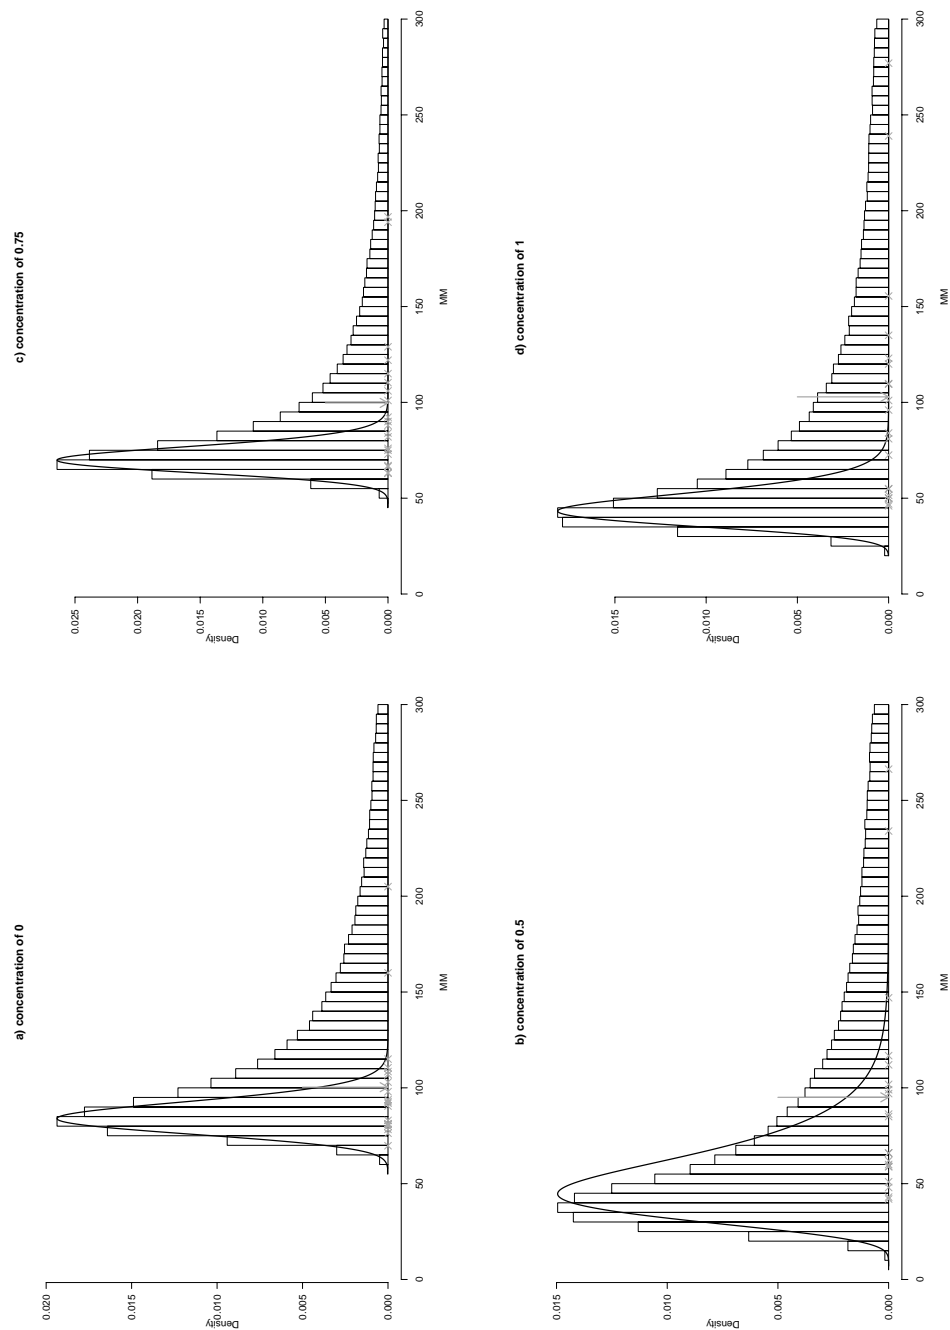 a) concentration of 0
Density
0.000 0.005 0.010 0.015 0.020
0 50 100 150 200 250 300
MM
c) concentration of 0.75
Density
0.000 0.005 0.010 0.015 0.020 0.025
0 50 100 150 200 250 300
MM
b) concentration of 0.5
Density
0.000 0.005 0.010 0.015
0 50 100 150 200 250 300
MM
d) concentration of 1
Density
0.000 0.005 0.010 0.015
0 50 100 150 200 250 300
MM